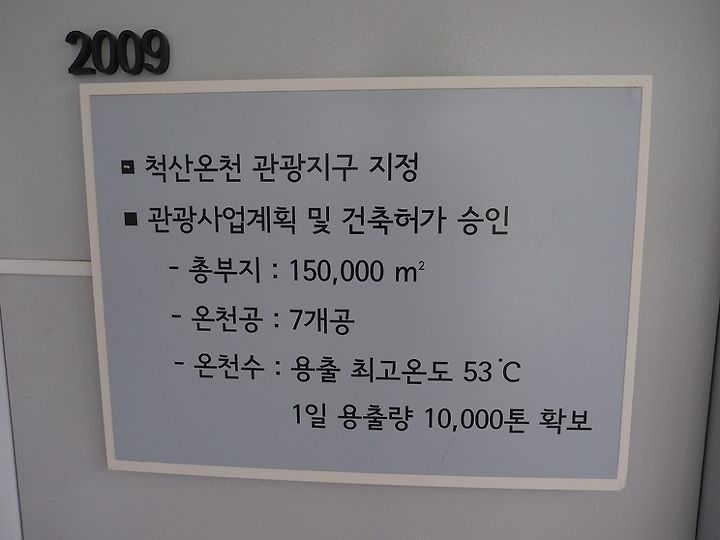 2009
▪ 척산온천 관광지구 지정
▪ 관광사업계획 및 건축허가 승인
- 총부지 : 150,000 m²
- 온천공 : 7개공
- 온천수 : 용출 최고온도 53˚C
1일 용출량 10,000톤 확보